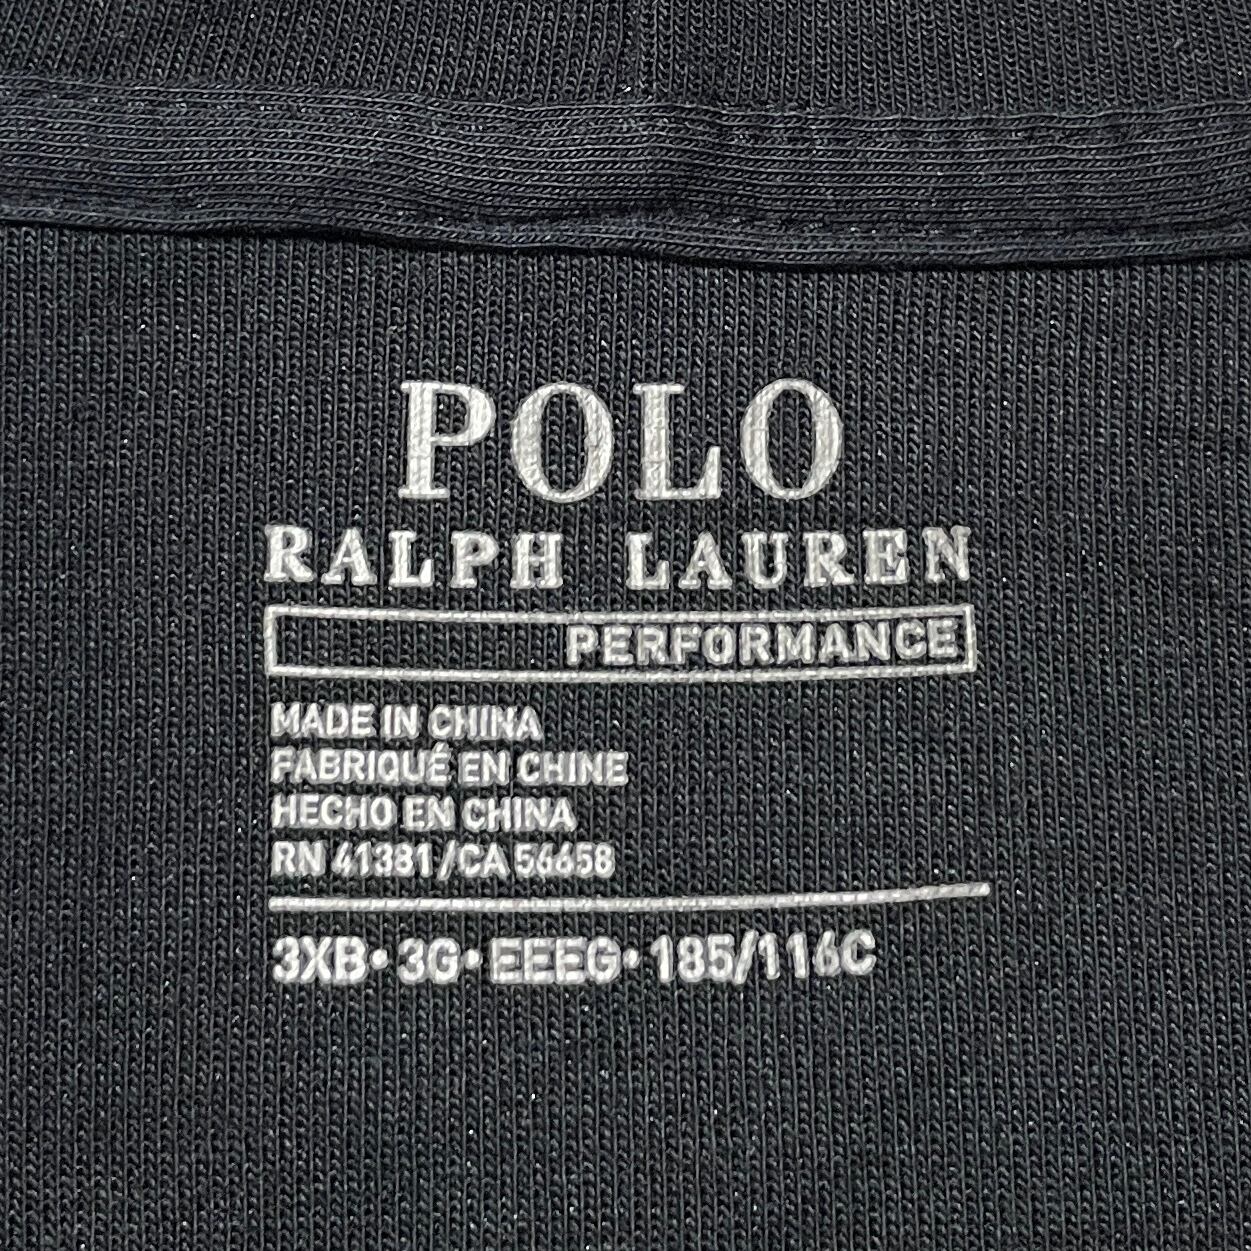 POLO
RALPH LAUREN
PERFORMANCE
MADE IN CHINA
FABRIQUÉ EN CHINE
HECHO EN CHINA
RN 41381/CA 56658
3XB • 3G • EEEG • 185/116C